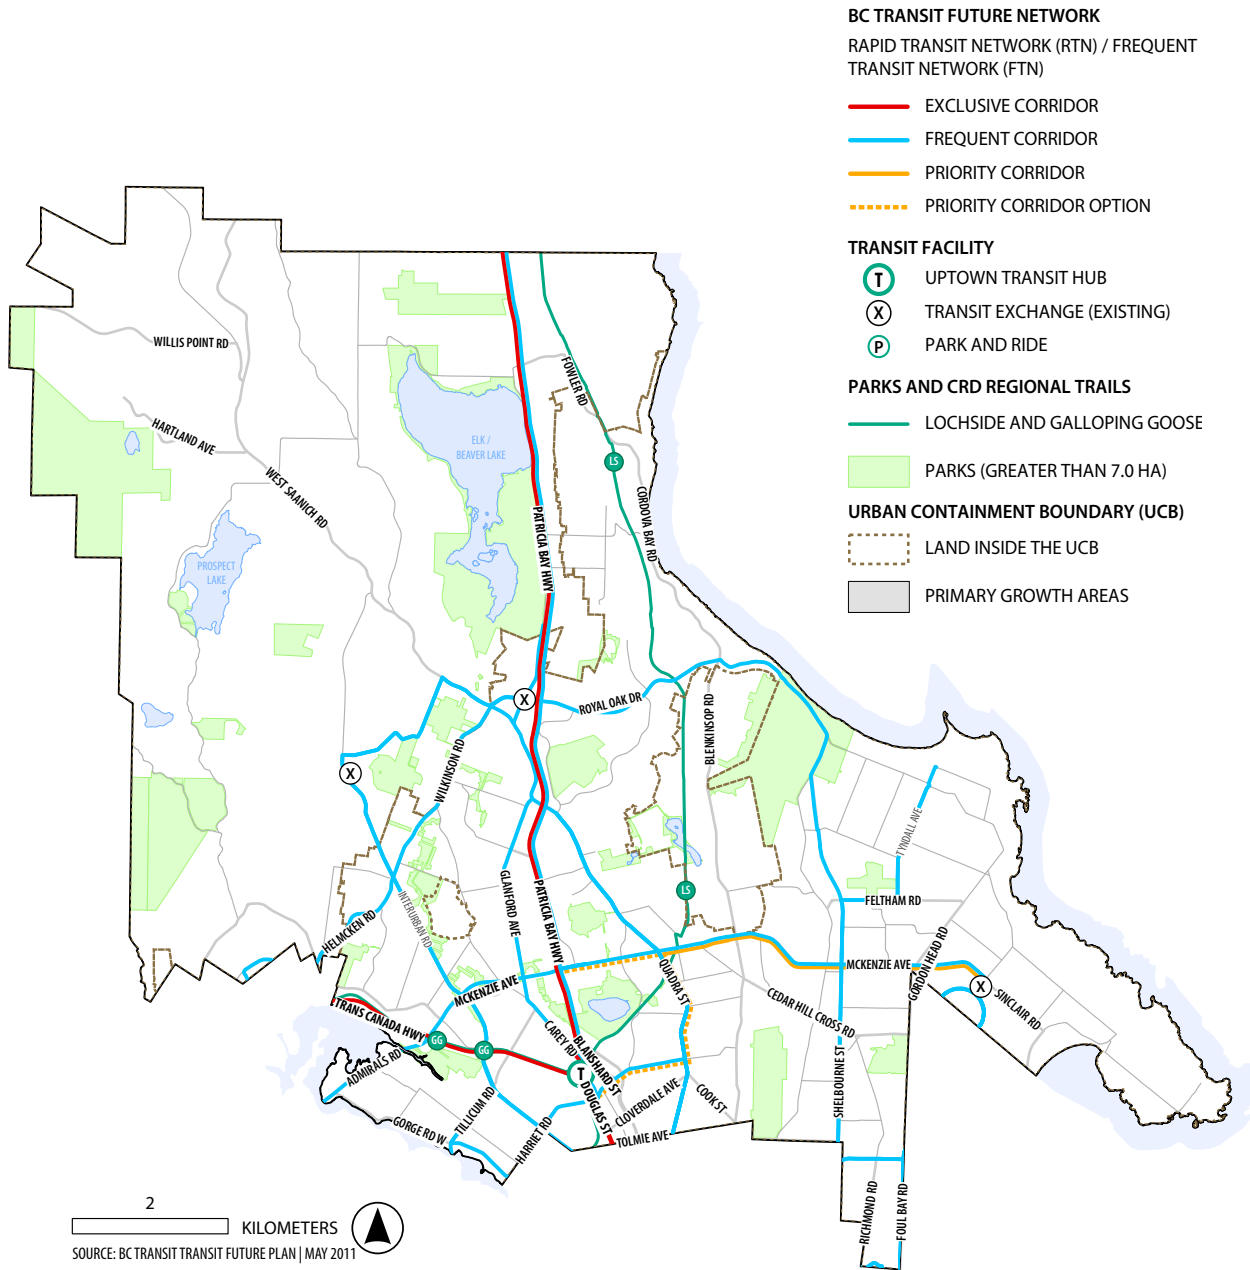 BC TRANSIT FUTURE NETWORK
RAPID TRANSIT NETWORK (RTN) / FREQUENT
TRANSIT NETWORK (FTN)
EXCLUSIVE CORRIDOR
FREQUENT CORRIDOR
PRIORITY CORRIDOR
PRIORITY CORRIDOR OPTION
TRANSIT FACILITY
T UPTOWN TRANSIT HUB
X TRANSIT EXCHANGE (EXISTING)
P PARK AND RIDE
PARKS AND CRD REGIONAL TRAILS
LOCHSIDE AND GALLOPING GOOSE
PARKS (GREATER THAN 7.0 HA)
URBAN CONTAINMENT BOUNDARY (UCB)
LAND INSIDE THE UCB
PRIMARY GROWTH AREAS
WILLIS POINT RD
HARTLAND AVE
WEST SAANICH RD
PROSPECT
LAKE
ELK /
BEAVER LAKE
FOWLER RD
LS
CORDOVA BAY RD
PATRICIA BAY HWY
X
ROYAL OAK DR
BLENKINSOP RD
X
WILKINSON RD
TYNDALL AVE
LS
FELTHAM RD
GLANFORD AVE
INTERURBAN RD
HELMCKEN RD
PATRICIA BAY HWY
MCKENZIE AVE
QUADRA ST
MCKENZIE AVE
GORDON HEAD RD
X
SINCLAIR RD
CEDAR HILL CROSS RD
TRANS CANADA HWY
GG
GG
CAREY RD
BLANSHARD ST
T
ADMIRALS RD
DOUGLAS ST
CLOVERDALE AVE
COOK ST
SHELBOURNE ST
TILLICUM RD
GORGE RD W
HARRIET RD
TOLMIE AVE
RICHMOND RD
FOUL BAY RD
2
KILOMETERS
SOURCE: BC TRANSIT TRANSIT FUTURE PLAN | MAY 2011